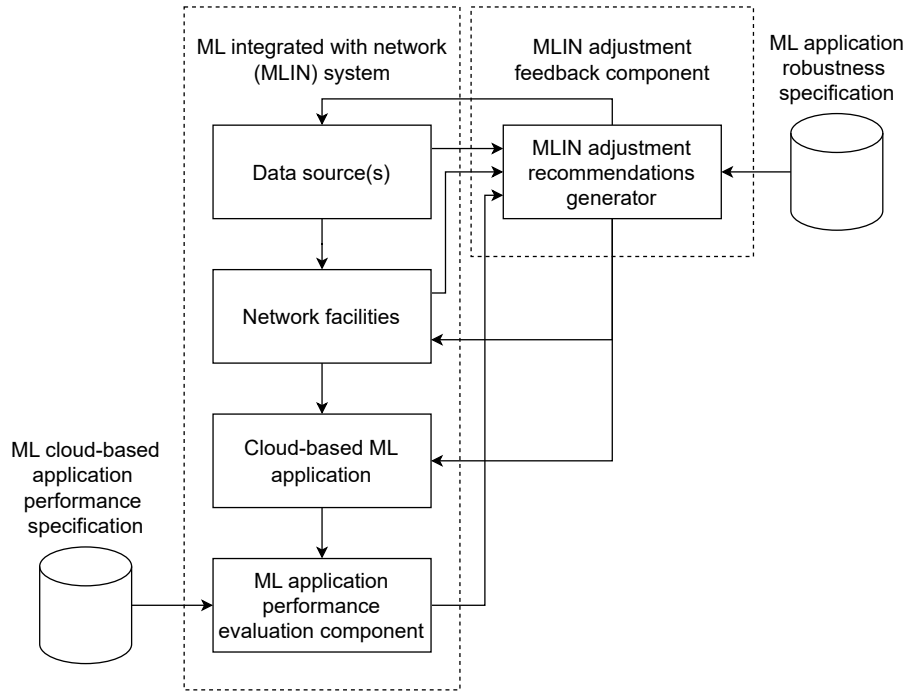 ML integrated with network
(MLIN) system
MLIN adjustment
feedback component
ML application
robustness
specification
Data source(s)
MLIN adjustment
recommendations
generator
Network facilities
Cloud-based ML
application
ML cloud-based
application
performance
specification
ML application
performance
evaluation component